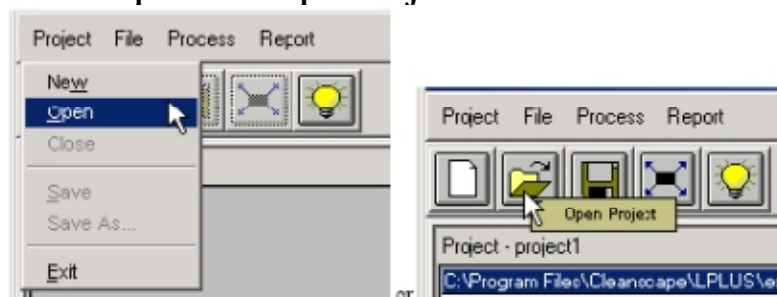 Project File Process Report
New
Open
Close
Save
Save As...
Exit
or
Project File Process Report
Open Project
Project - project1
C:\Program Files\Cleanscape\LPLUS\e